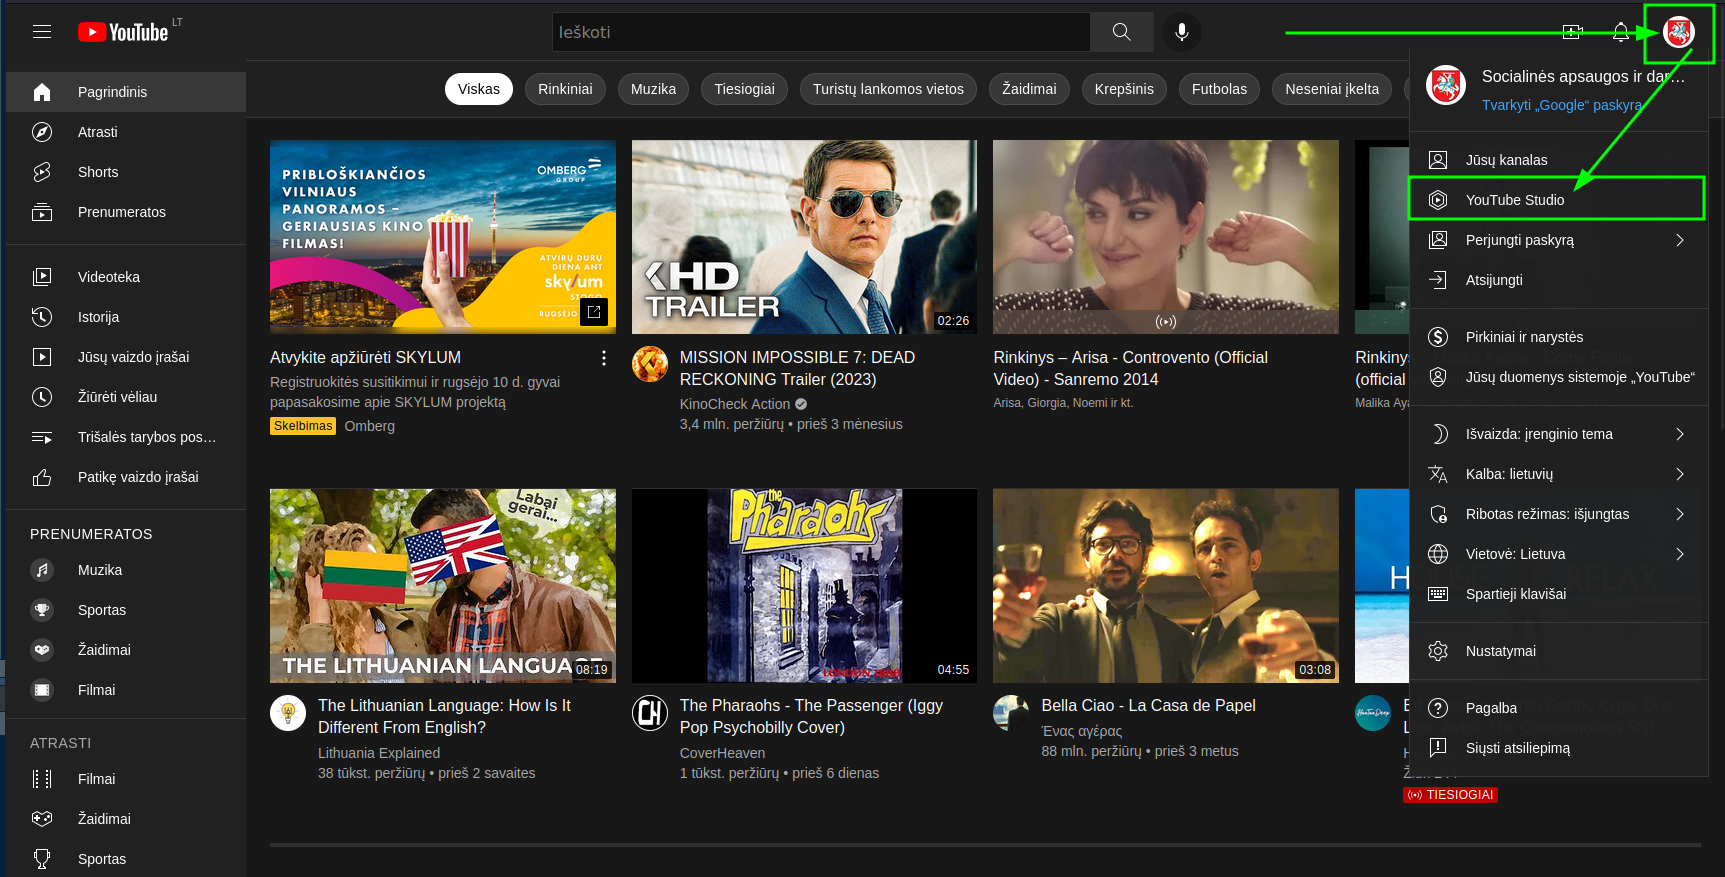 YouTube LT
Ieškoti
Pagrindinis
Atrasti
Shorts
Prenumeratos
Videoteka
Istorija
Jūsų vaizdo įrašai
Žiūrėti vėliau
Trišalės tarybos pos...
Patikę vaizdo įrašai
PRENUMERATOS
Muzika
Sportas
Žaidimai
Filmai
ATRASTI
Filmai
Žaidimai
Sportas
Viskas
Rinkiniai
Muzika
Tiesiogiai
Turistų lankomos vietos
Žaidimai
Krepšinis
Futbolas
Neseniai įkelta
PRIBLOŠKIANČIOS
VILNIAUS
PANORAMOS –
GERIAUSIAS KINO
FILMAS!
OMBERG
GROUP
ATVIRŲ DURŲ
DIENA ANT
skylum
STOGO
RUGSĖJO
Atvykite apžiūrėti SKYLUM
Registruokitės susitikimui ir rugsėjo 10 d. gyvai
papasakosime apie SKYLUM projektą
Skelbimas Omberg
HD
TRAILER
02:26
MISSION IMPOSSIBLE 7: DEAD
RECKONING Trailer (2023)
KinoCheck Action
3,4 mln. peržiūrų • prieš 3 mėnesius
Rinkinys – Arisa - Controvento (Official
Video) - Sanremo 2014
Arisa, Giorgia, Noemi ir kt.
Rinkinys
(official
Malika Aya
Labai
gerai...
THE LITHUANIAN LANGUAGE
08:19
The Lithuanian Language: How Is It
Different From English?
Lithuania Explained
38 tūkst. peržiūrų • prieš 2 savaites
the
Pharaohs
04:55
The Pharaohs - The Passenger (Iggy
Pop Psychobilly Cover)
CoverHeaven
1 tūkst. peržiūrų • prieš 6 dienas
03:08
Bella Ciao - La Casa de Papel
Ένας αγέρας
88 mln. peržiūrų • prieš 3 metus
RELAX
TIESIOGIAI
Socialinės apsaugos ir dar...
Tvarkyti „Google“ paskyrą
Jūsų kanalas
YouTube Studio
Perjungti paskyrą
Atsijungti
Pirkiniai ir narystės
Jūsų duomenys sistemoje „YouTube“
Išvaizda: įrenginio tema
Kalba: lietuvių
Ribotas režimas: išjungtas
Vietovė: Lietuva
Spartieji klavišai
Nustatymai
Pagalba
Siųsti atsiliepimą